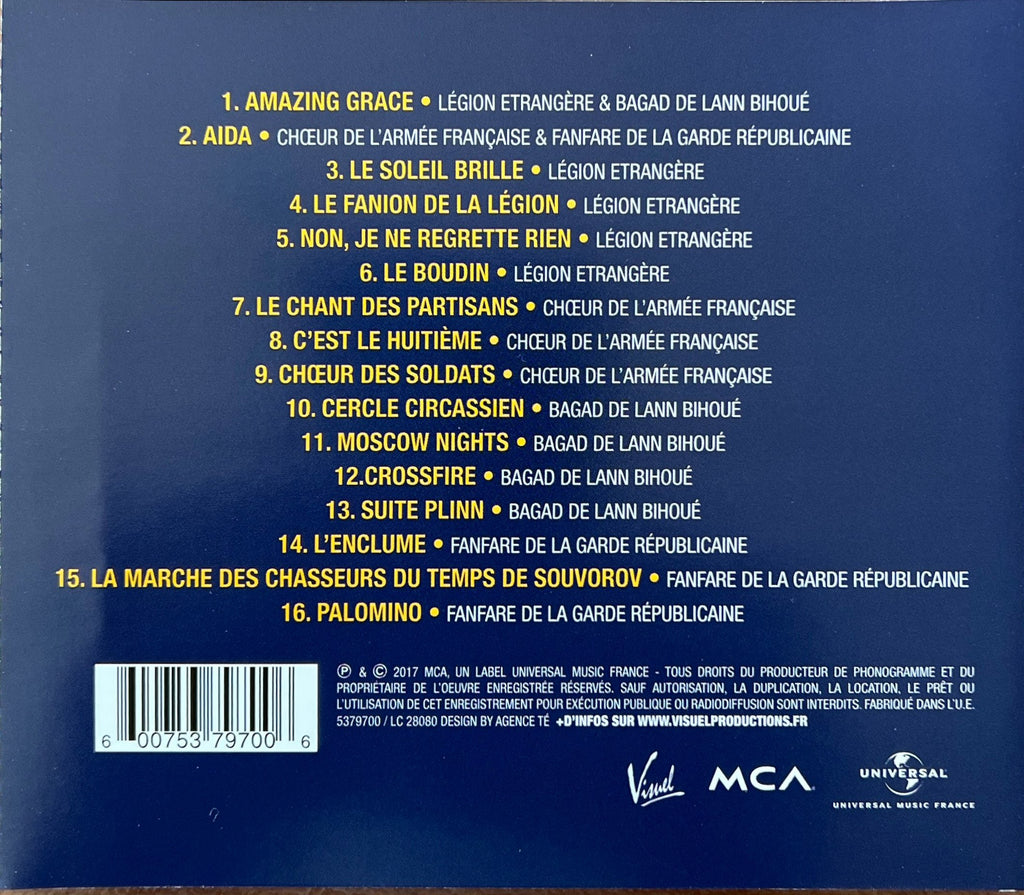 1. AMAZING GRACE • LÉGION ETRANGÈRE & BAGAD DE LANN BIHOUÉ
2. AIDA • CHŒUR DE L'ARMÉE FRANÇAISE & FANFARE DE LA GARDE RÉPUBLICAINE
3. LE SOLEIL BRILLE • LÉGION ETRANGÈRE
4. LE FANION DE LA LÉGION • LÉGION ETRANGÈRE
5. NON, JE NE REGRETTE RIEN • LÉGION ETRANGÈRE
6. LE BOUDIN • LÉGION ETRANGÈRE
7. LE CHANT DES PARTISANS • CHŒUR DE L'ARMÉE FRANÇAISE
8. C'EST LE HUITIÈME • CHŒUR DE L'ARMÉE FRANÇAISE
9. CHŒUR DES SOLDATS • CHŒUR DE L'ARMÉE FRANÇAISE
10. CERCLE CIRCASSIEN • BAGAD DE LANN BIHOUÉ
11. MOSCOW NIGHTS • BAGAD DE LANN BIHOUÉ
12.CROSSFIRE • BAGAD DE LANN BIHOUÉ
13. SUITE PLINN • BAGAD DE LANN BIHOUÉ
14. L'ENCLUME • FANFARE DE LA GARDE RÉPUBLICAINE
15. LA MARCHE DES CHASSEURS DU TEMPS DE SOUVOROV • FANFARE DE LA GARDE RÉPUBLICAINE
16. PALOMINO • FANFARE DE LA GARDE RÉPUBLICAINE
℗ & © 2017 MCA, UN LABEL UNIVERSAL MUSIC FRANCE - TOUS DROITS DU PRODUCTEUR DE PHONOGRAMME ET DU
PROPRIÉTAIRE DE L'OEUVRE ENREGISTRÉE RÉSERVÉS. SAUF AUTORISATION, LA DUPLICATION, LA LOCATION, LE PRÊT OU
L'UTILISATION DE CET ENREGISTREMENT POUR EXÉCUTION PUBLIQUE OU RADIODIFFUSION SONT INTERDITS. FABRIQUÉ DANS L'U.E.
5379700 / LC 28080 DESIGN BY AGENCE TÉ +D'INFOS SUR WWW.VISUELPRODUCTIONS.FR
6 00753 79700 6
Visuel
MCA
UNIVERSAL
UNIVERSAL MUSIC FRANCE